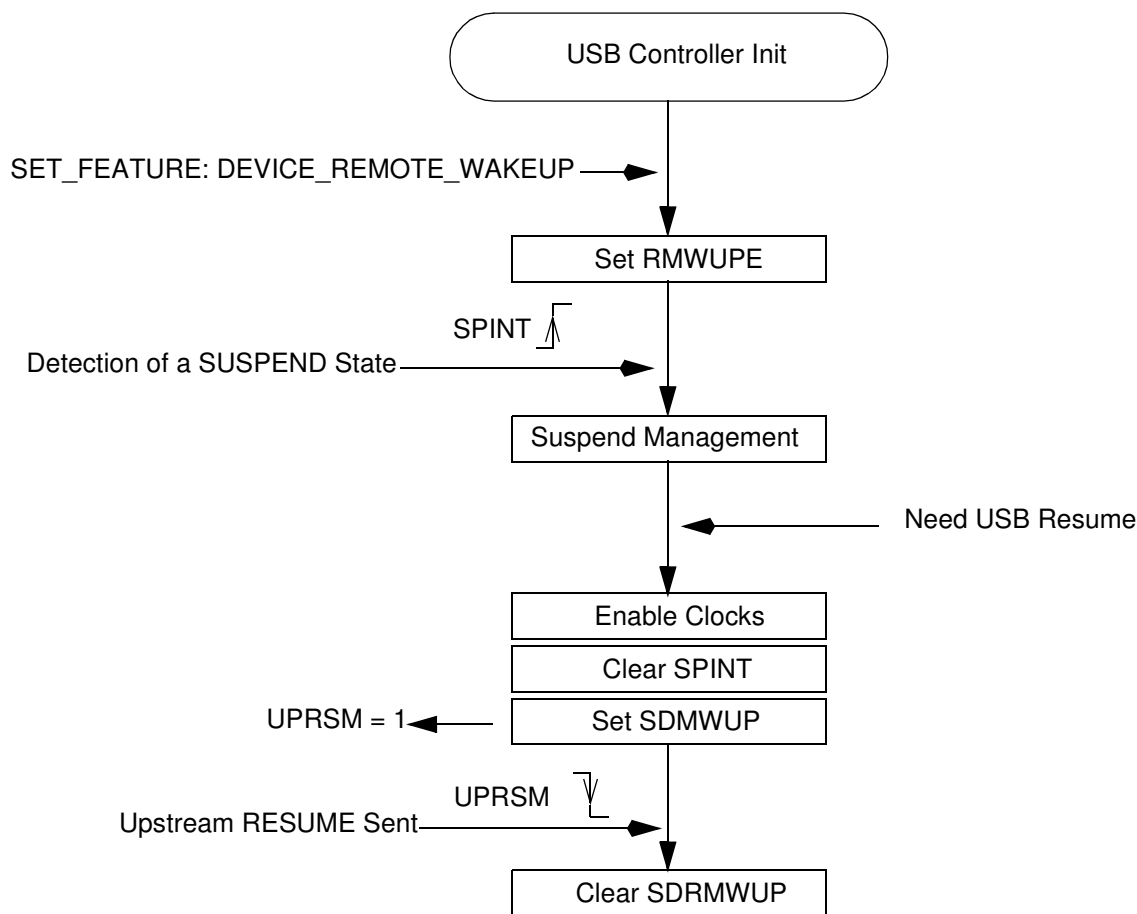 USB Controller Init
SET_FEATURE: DEVICE_REMOTE_WAKEUP
Set RMWUPE
SPINT
Detection of a SUSPEND State
Suspend Management
Need USB Resume
Enable Clocks
Clear SPINT
UPRSM = 1
Set SDMWUP
UPRSM
Upstream RESUME Sent
Clear SDRMWUP